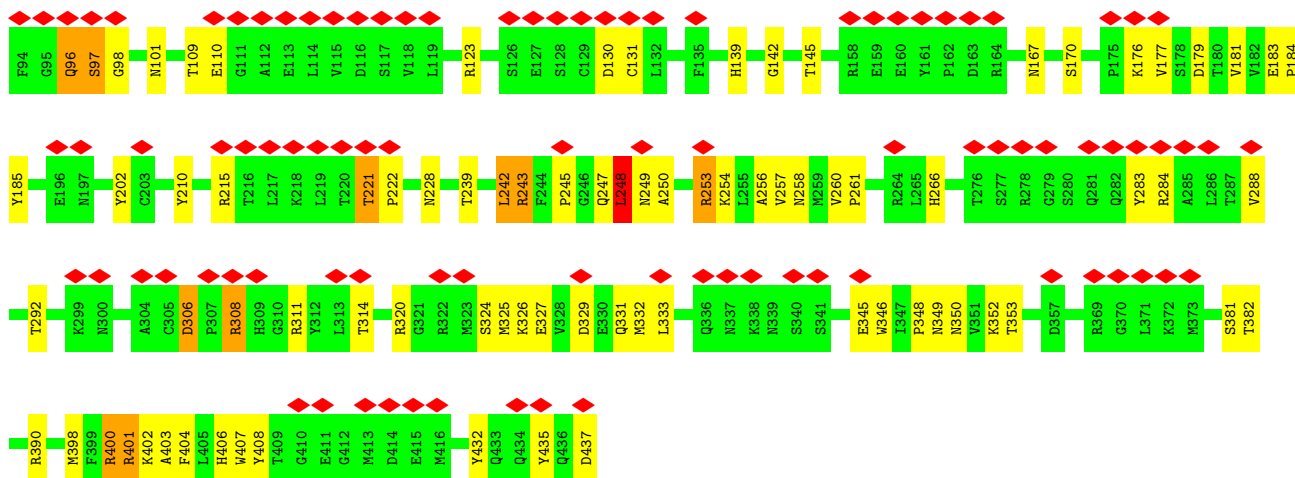 F94 G95 Q96 S97 G98 N101 T109 E110 G111 A112 E113 L114 V115 D116 S117 V118 L119 R123 S126 E127 S128 C129 D130 C131 L132 F135 H139 G142 T145 R158 E159 E160 Y161 P162 D163 R164 N167 S170 P175 K176 V177 S178 D179 T180 V181 V182 E183 P184
Y185 E196 N197 Y202 C203 Y210 R215 T216 L217 K218 L219 T220 T221 P222 N228 T239 L242 R243 F244 P245 G246 Q247 L248 N249 A250 R253 K254 L255 A256 V257 N258 M259 V260 P261 R264 L265 H266 T276 S277 R278 G279 S280 Q281 Q282 Y283 R284 A285 L286 T287 V288
T292 K299 N300 A304 C305 D306 P307 R308 H309 G310 R311 Y312 L313 T314 R320 G321 R322 M323 S324 M325 K326 E327 V328 D329 E330 Q331 M332 L333 Q336 N337 K338 N339 S340 S341 E345 W346 I347 P348 N349 N350 V351 K352 T353 D357 R369 G370 L371 K372 M373 S381 T382
R390 M398 F399 R400 R401 K402 A403 F404 L405 H406 W407 Y408 T409 G410 E411 G412 M413 D414 E415 M416 Y432 Q433 Q434 Y435 Q436 D437